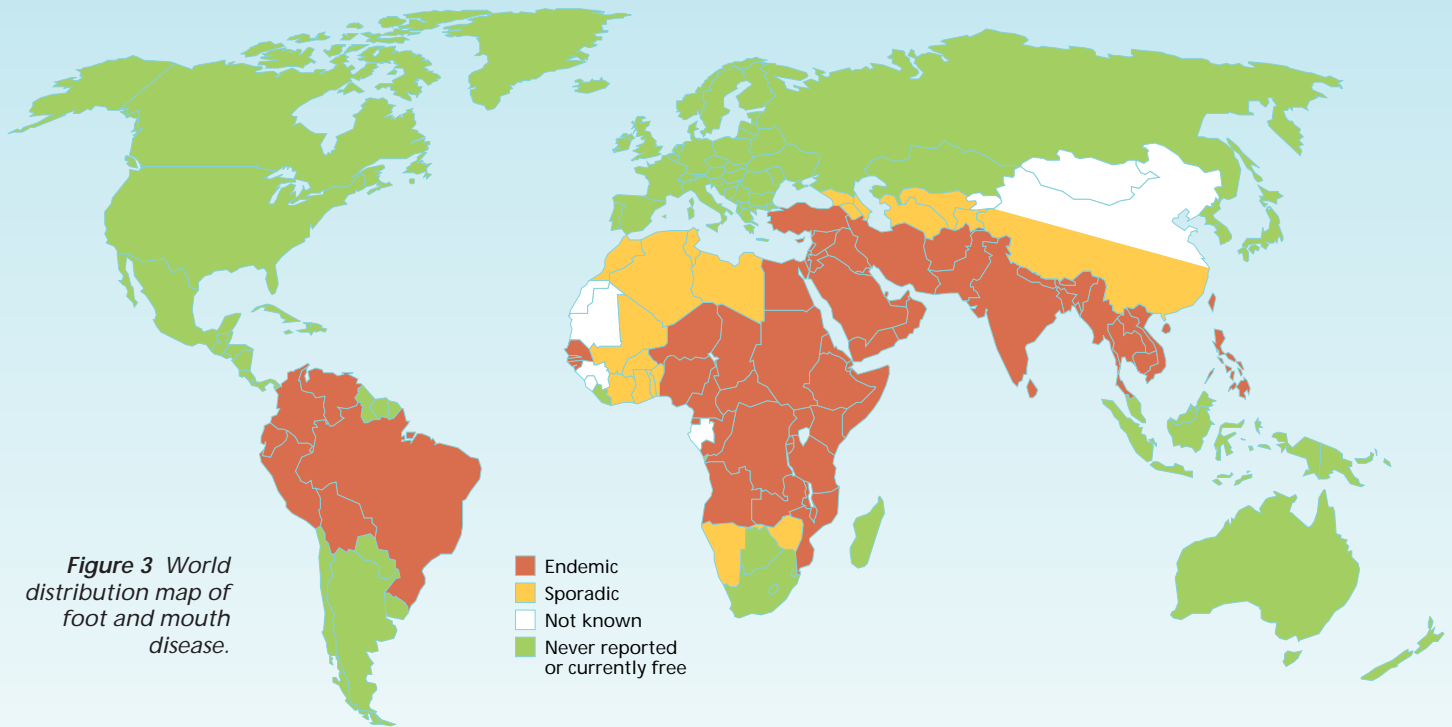 Figure 3 World
distribution map of
foot and mouth
disease.
Endemic
Sporadic
Not known
Never reported
or currently free